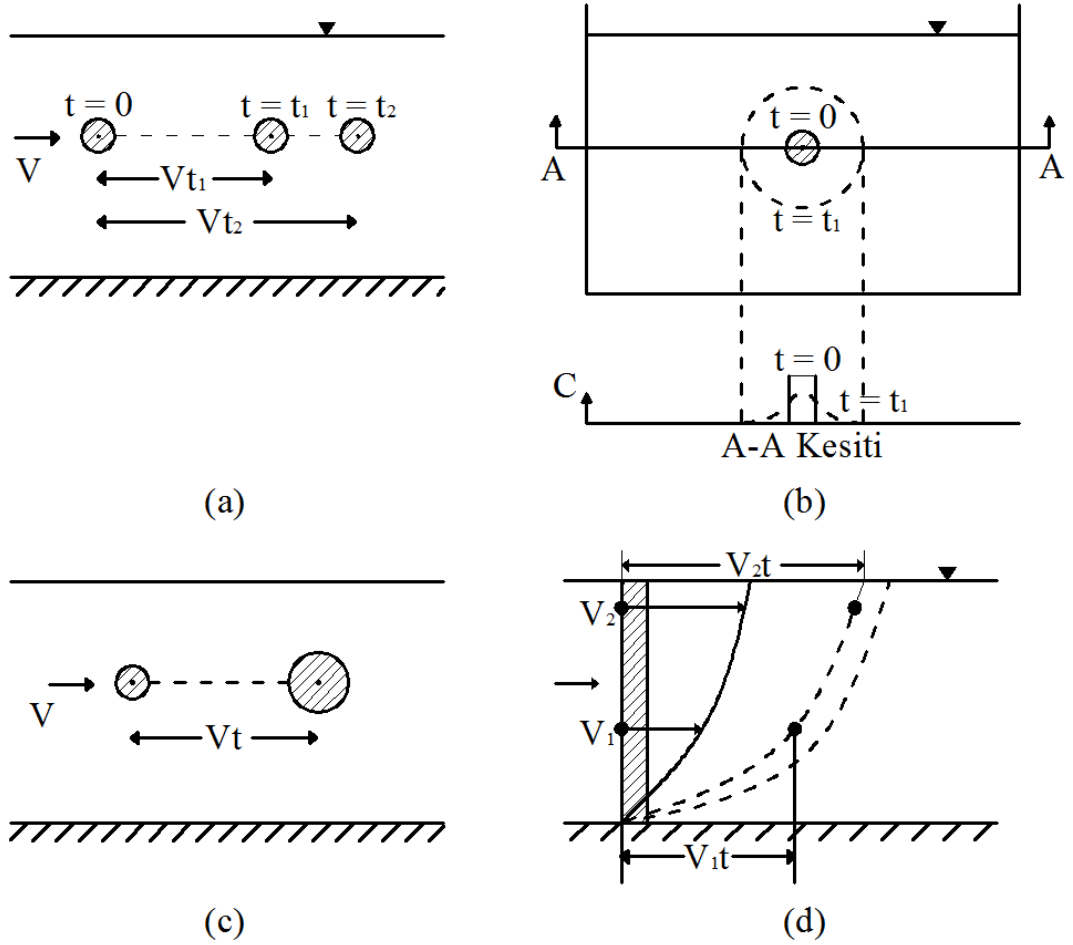 t = 0
t = t₁
t = t₂
V
Vt₁
Vt₂
(a)
t = 0
A
A
t = t₁
t = 0
C
t = t₁
A-A Kesiti
(b)
V
Vt
(c)
V₂t
V₂
V₁
V₁t
(d)